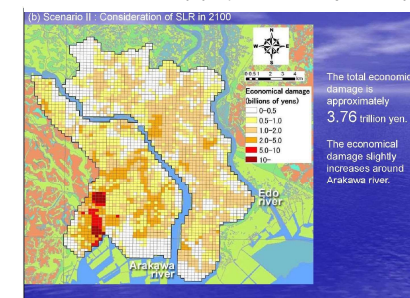 (b) Scenario II : Consideration of SLR in 2100
N
W E
S
0 0.5 1 2 3 4
km
Economical damage
(billions of yens)
0-0.5
0.5-1.0
1.0-2.0
2.0-5.0
5.0-10
10-
Edo
river
Arakawa
river
The total economic
damage is
approximately
3.76 trillion yen.
The economical
damage slightly
increases around
Arakawa river.